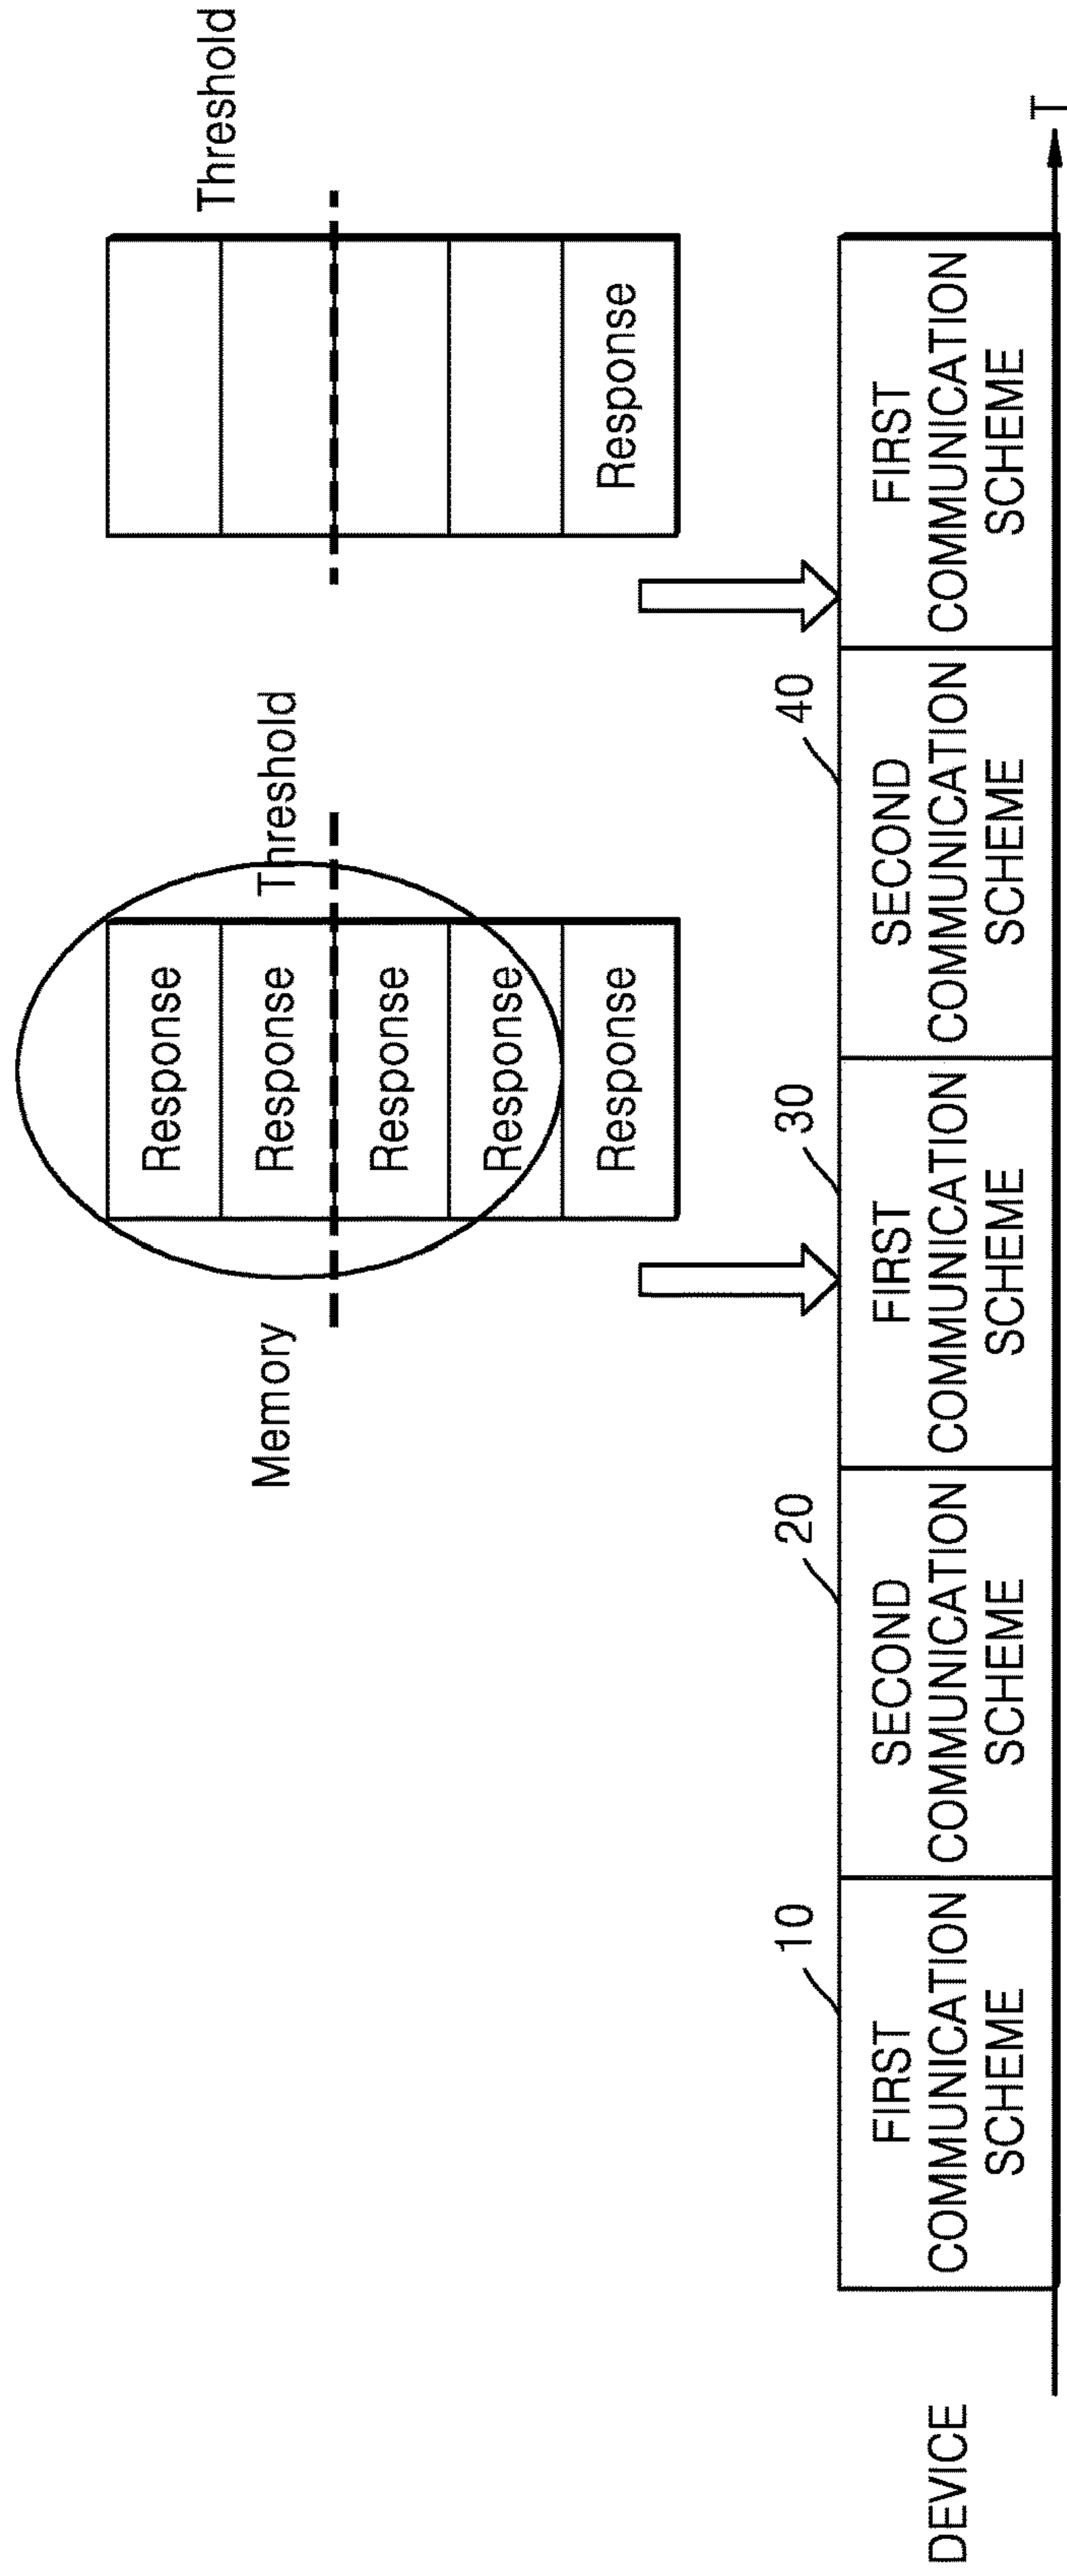 Threshold
Threshold
Memory
Response
Response
Response
Response
Response
Response
10
20
30
40
DEVICE
FIRST
COMMUNICATION
SCHEME
SECOND
COMMUNICATION
SCHEME
FIRST
COMMUNICATION
SCHEME
SECOND
COMMUNICATION
SCHEME
FIRST
COMMUNICATION
SCHEME
T